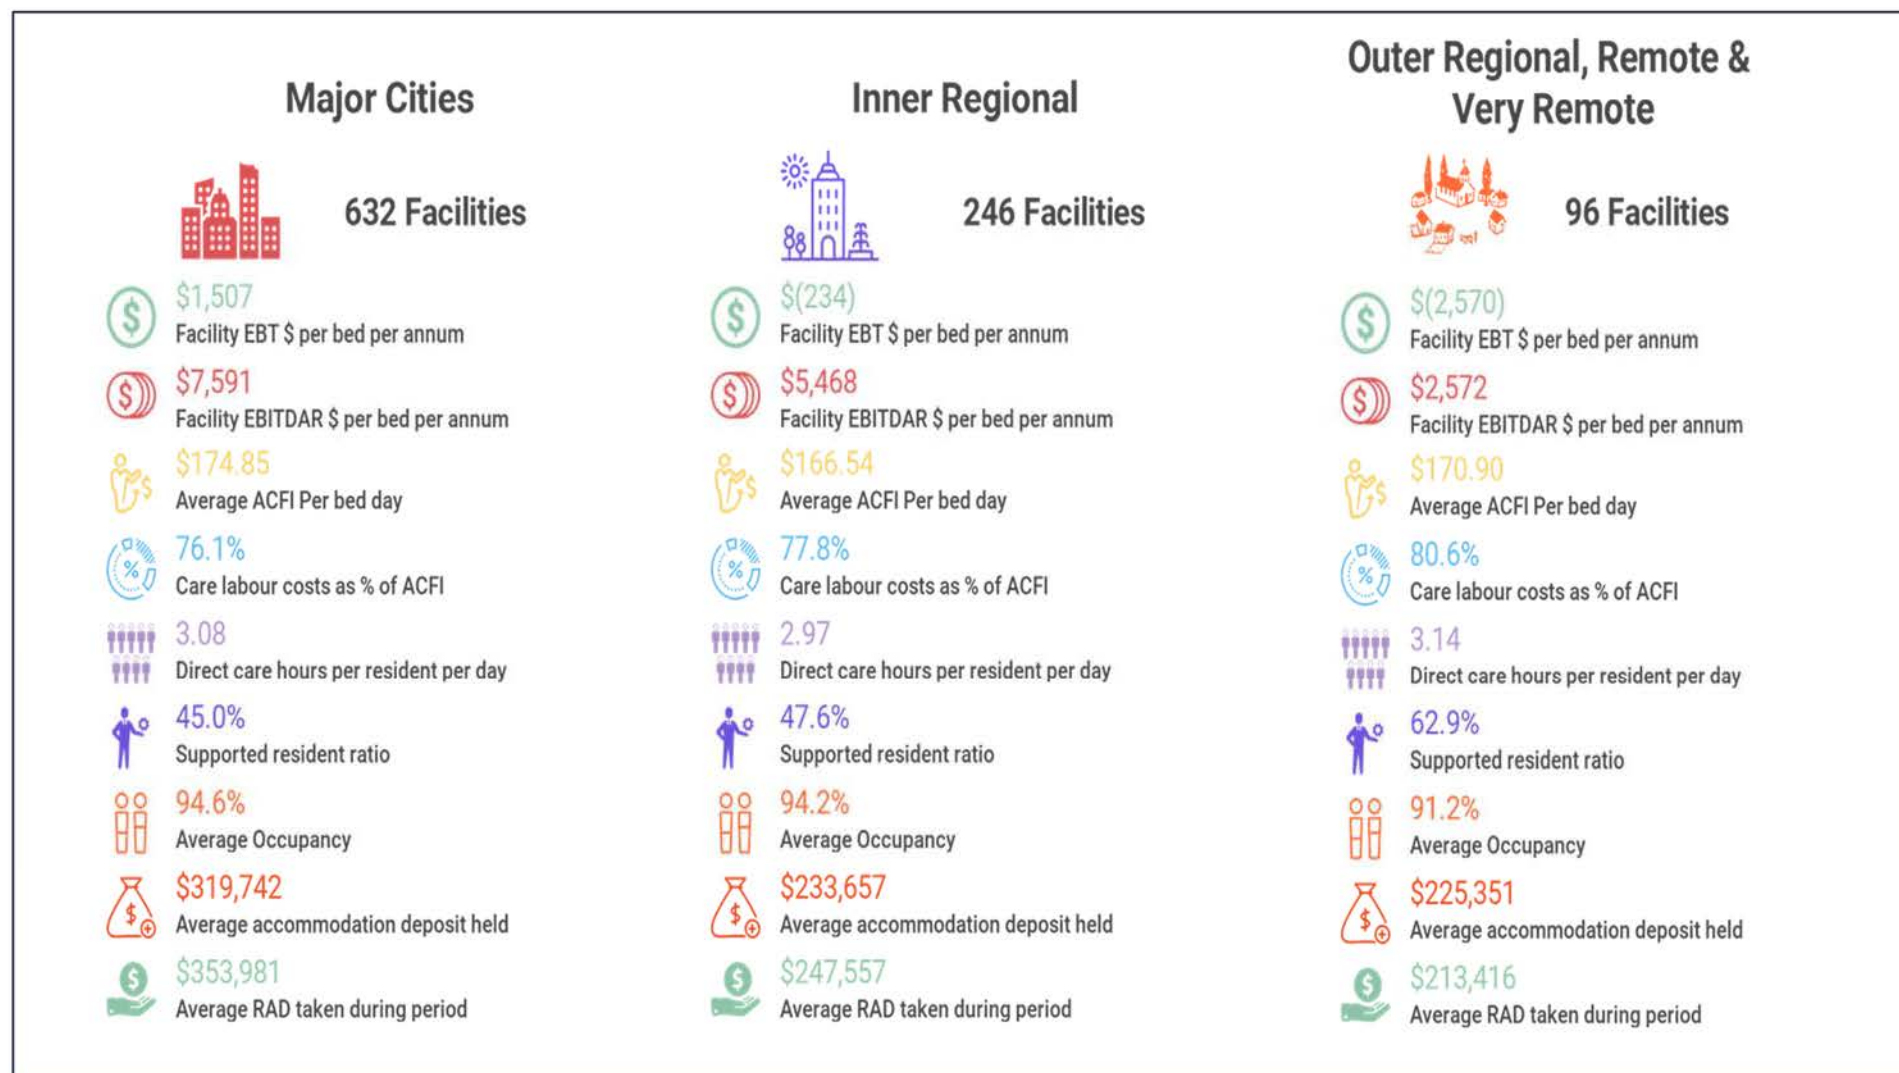 Major Cities
632 Facilities
$1,507
Facility EBT $ per bed per annum
$7,591
Facility EBITDAR $ per bed per annum
$174.85
Average ACFI Per bed day
76.1%
Care labour costs as % of ACFI
3.08
Direct care hours per resident per day
45.0%
Supported resident ratio
94.6%
Average Occupancy
$319,742
Average accommodation deposit held
$353,981
Average RAD taken during period
Inner Regional
246 Facilities
$(234)
Facility EBT $ per bed per annum
$5,468
Facility EBITDAR $ per bed per annum
$166.54
Average ACFI Per bed day
77.8%
Care labour costs as % of ACFI
2.97
Direct care hours per resident per day
47.6%
Supported resident ratio
94.2%
Average Occupancy
$233,657
Average accommodation deposit held
$247,557
Average RAD taken during period
Outer Regional, Remote &
Very Remote
96 Facilities
$(2,570)
Facility EBT $ per bed per annum
$2,572
Facility EBITDAR $ per bed per annum
$170.90
Average ACFI Per bed day
80.6%
Care labour costs as % of ACFI
3.14
Direct care hours per resident per day
62.9%
Supported resident ratio
91.2%
Average Occupancy
$225,351
Average accommodation deposit held
$213,416
Average RAD taken during period